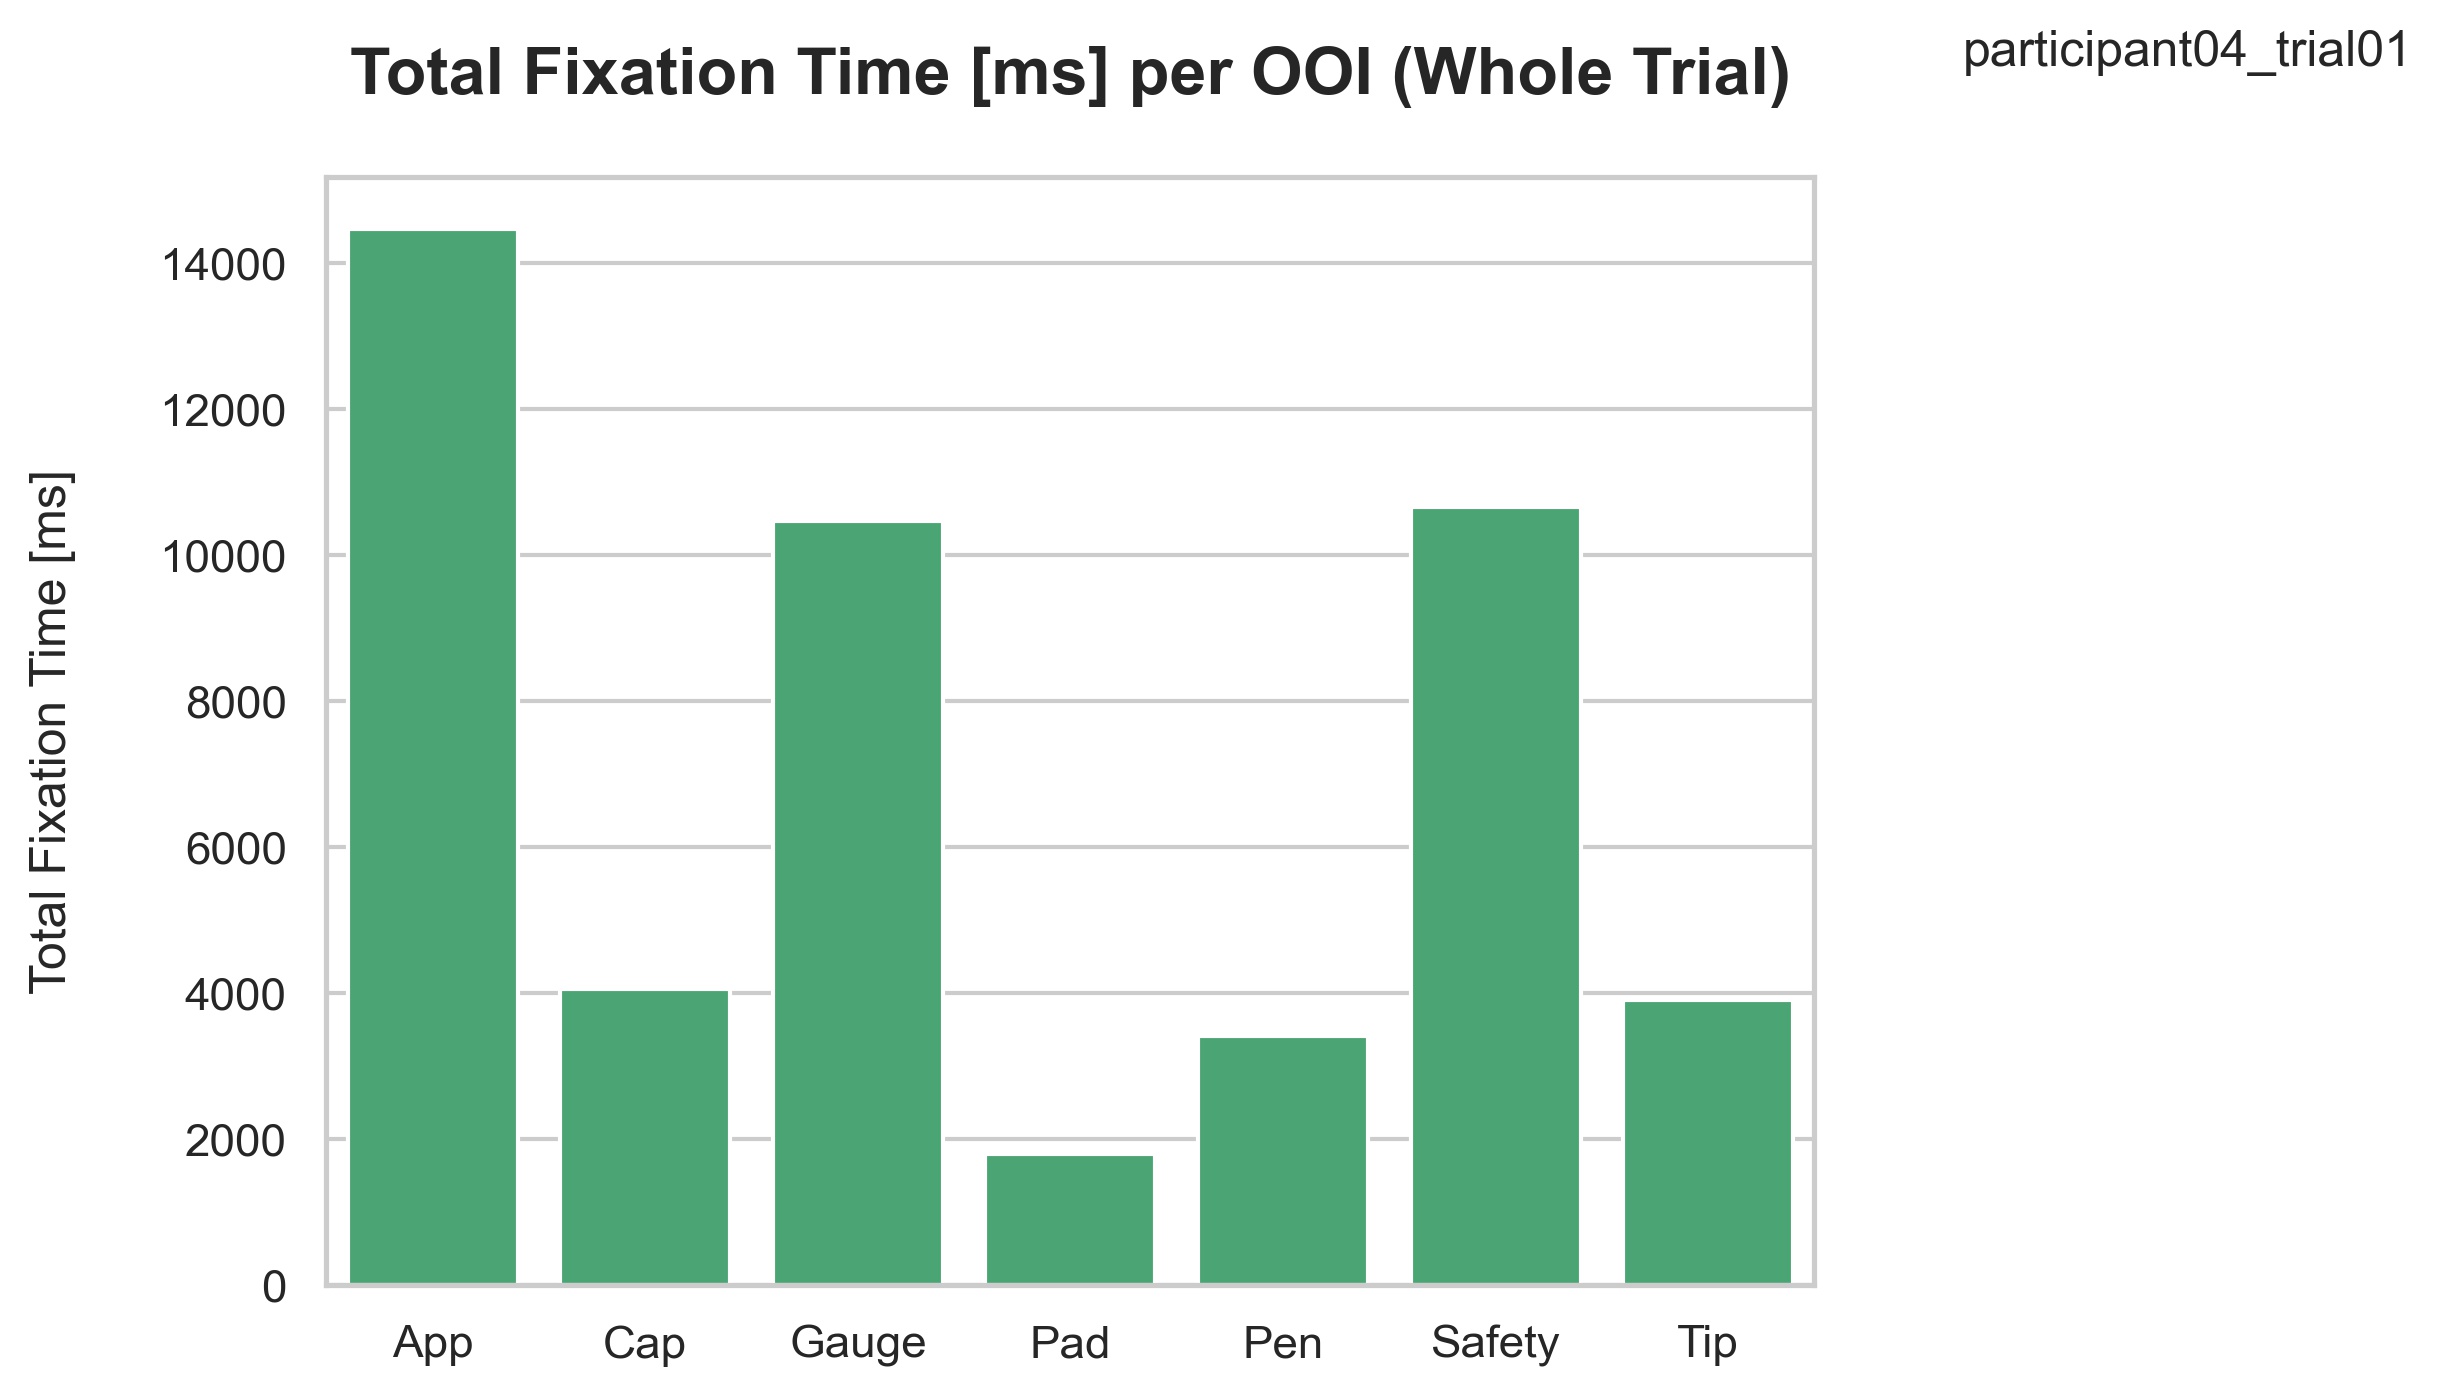 Total Fixation Time [ms] per OOI (Whole Trial)
participant04_trial01
Total Fixation Time [ms]
14000
12000
10000
8000
6000
4000
2000
0
App
Cap
Gauge
Pad
Pen
Safety
Tip